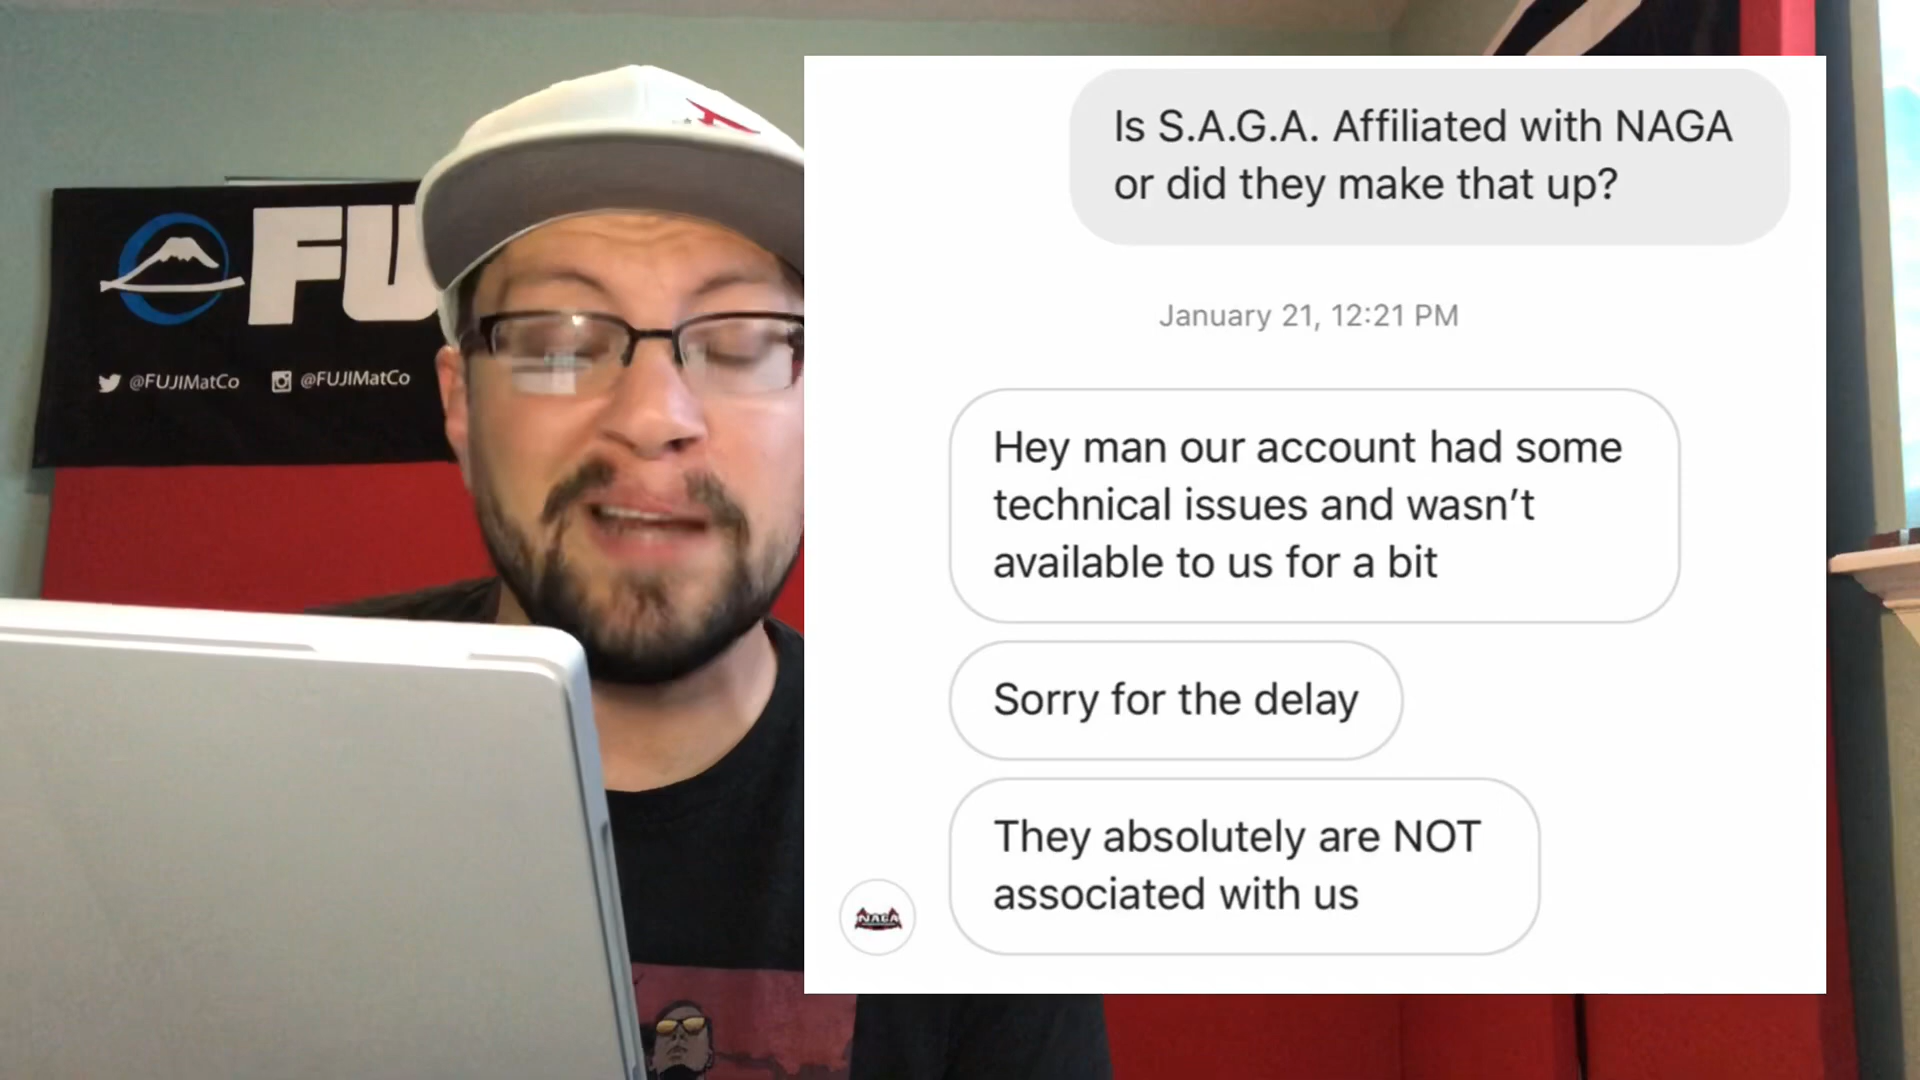 FU
@FUJIMatCo @FUJIMatCo
Is S.A.G.A. Affiliated with NAGA
or did they make that up?
January 21, 12:21 PM
Hey man our account had some
technical issues and wasn’t
available to us for a bit
Sorry for the delay
They absolutely are NOT
associated with us
NAGA